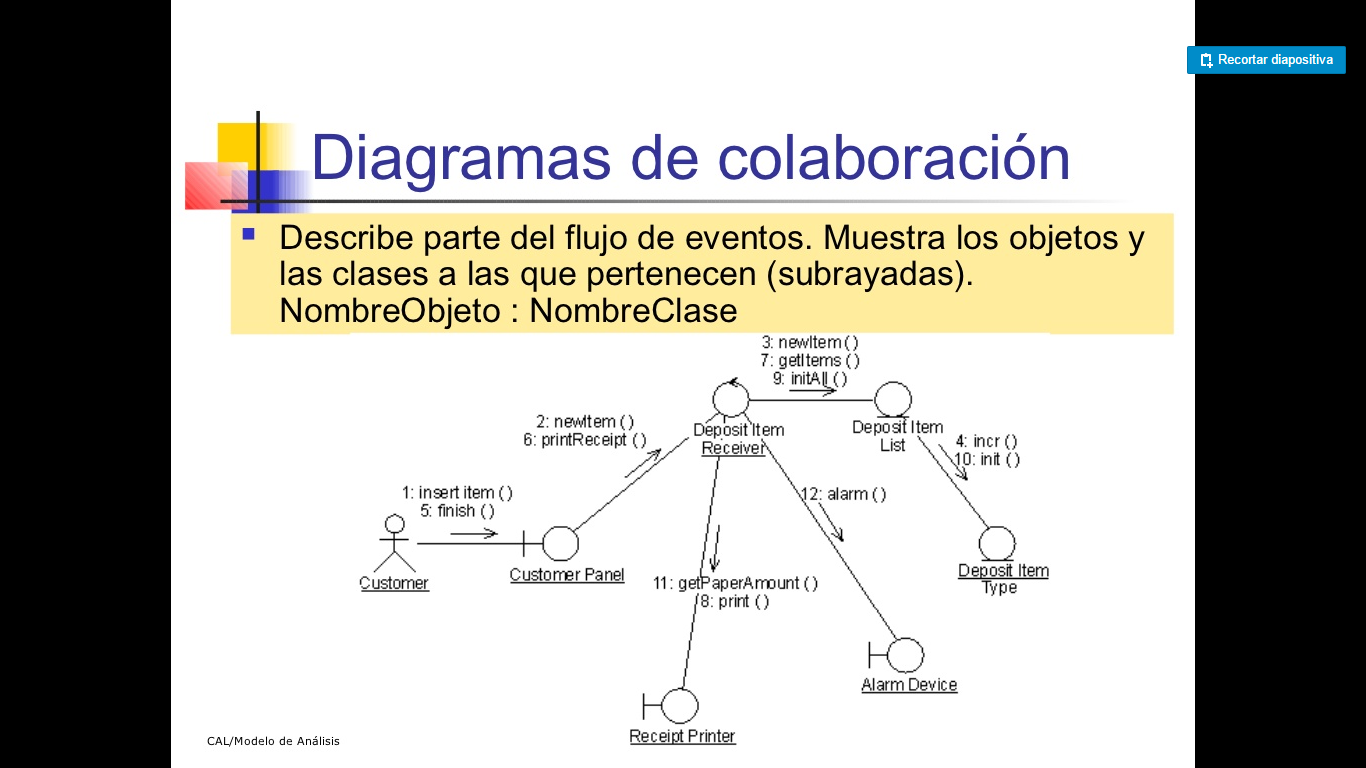 Recortar diapositiva
Diagramas de colaboración
Describe parte del flujo de eventos. Muestra los objetos y
las clases a las que pertenecen (subrayadas).
NombreObjeto : NombreClase
3: newItem ()
7: getItems ()
9: initAll ()
2: newItem ()
6: printReceipt ()
Deposit Item
Receiver
Deposit Item
List
4: incr ()
10: init ()
1: insert item ()
5: finish ()
12: alarm ()
Customer
Customer Panel
11: getPaperAmount ()
8: print ()
Deposit Item
Type
Alarm Device
Receipt Printer
CAL/Modelo de Análisis